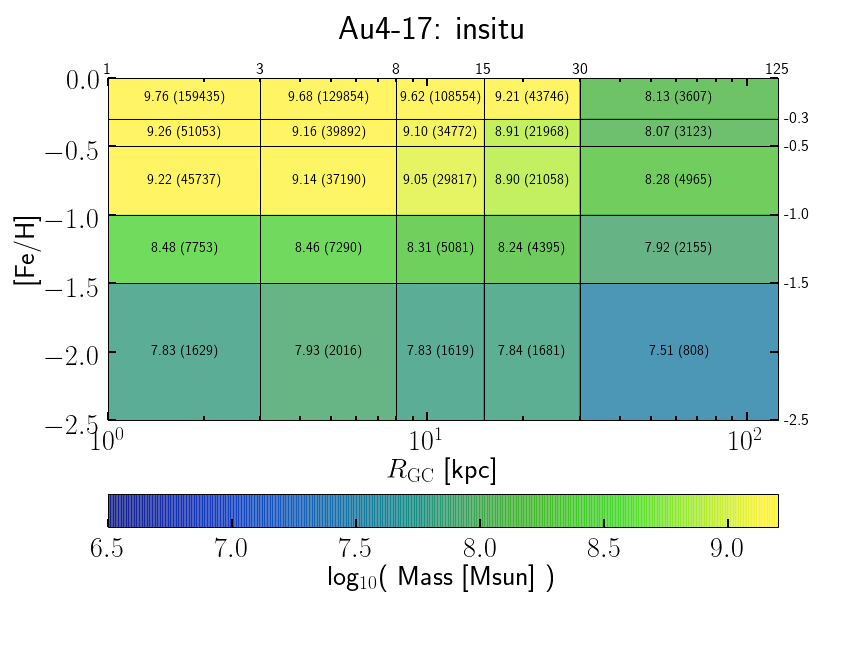 Au4-17: insitu
1 3 8 15 30 125
0.0
9.76 (159435) 9.68 (129854) 9.62 (108554) 9.21 (43746) 8.13 (3607)
-0.3
9.26 (51053) 9.16 (39892) 9.10 (34772) 8.91 (21968) 8.07 (3123)
−0.5 -0.5
9.22 (45737) 9.14 (37190) 9.05 (29817) 8.90 (21058) 8.28 (4965)
−1.0 -1.0
[Fe/H]
8.48 (7753) 8.46 (7290) 8.31 (5081) 8.24 (4395) 7.92 (2155)
−1.5 -1.5
7.83 (1629) 7.93 (2016) 7.83 (1619) 7.84 (1681) 7.51 (808)
−2.0
−2.5 -2.5
10⁰ 10¹ 10²
R_GC [kpc]
6.5 7.0 7.5 8.0 8.5 9.0
log₁₀( Mass [Msun] )